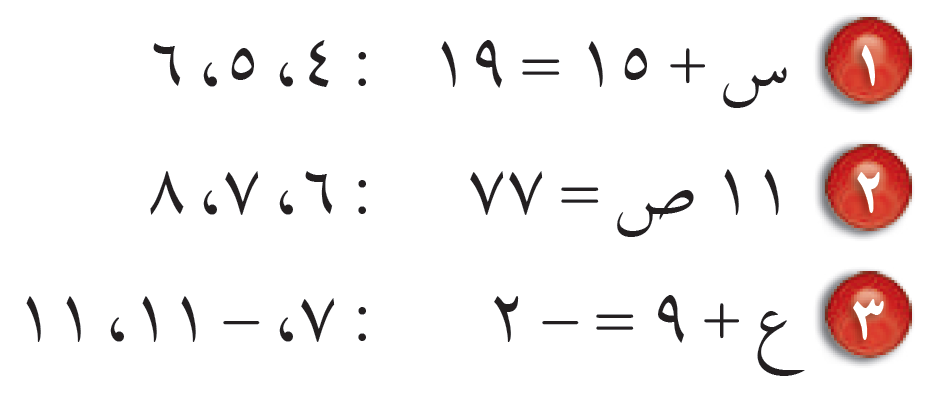 ١ س + ١٥ = ١٩ : ٤ ، ٥ ، ٦
٢ ١١ ص = ٧٧ : ٦ ، ٧ ، ٨
٣ ع + ٩ = − ٢ : ٧ ، − ١١ ، ١١